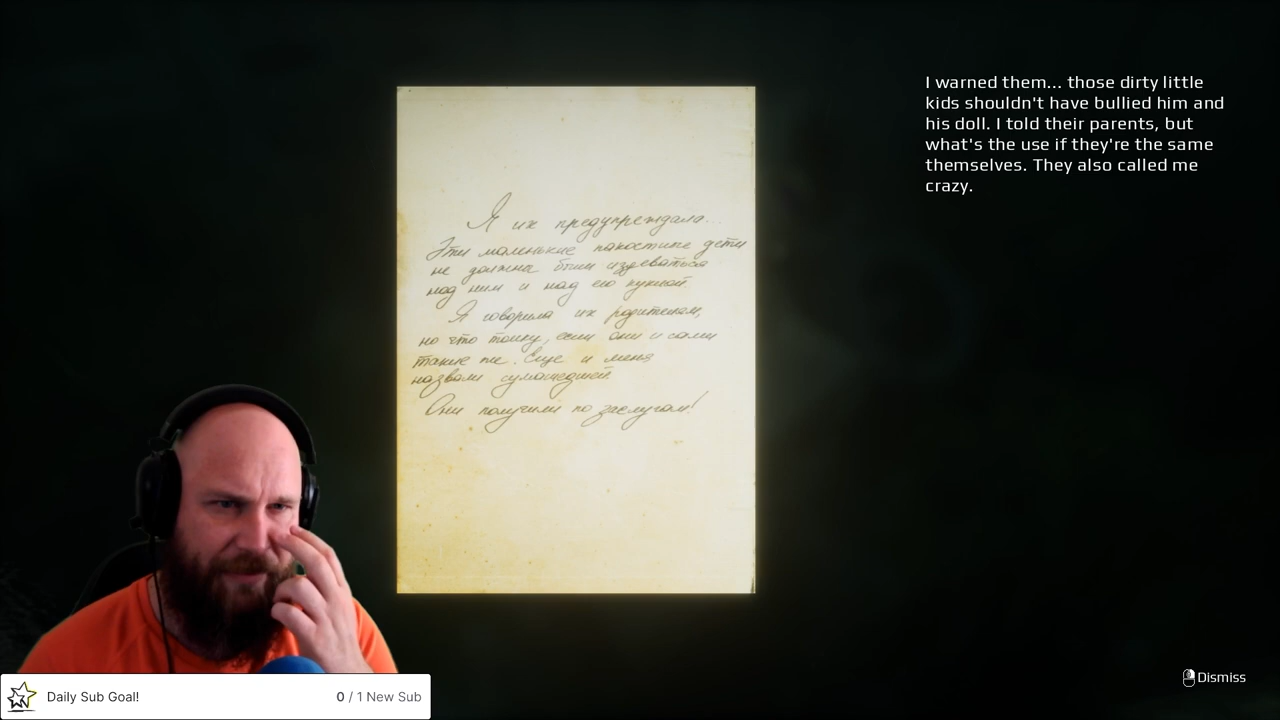 I warned them... those dirty little
kids shouldn't have bullied him and
his doll. I told their parents, but
what's the use if they're the same
themselves. They also called me
crazy.
Я их предупреждала...
Эти маленькие пакостные дети
не должны были издеваться
над ним и над его куклой.
Я говорила их родителям,
но что толку, если они и сами
такие же. Еще и меня
назвали сумасшедшей.
Они получили по заслугам!
Dismiss
Daily Sub Goal!
0 / 1 New Sub